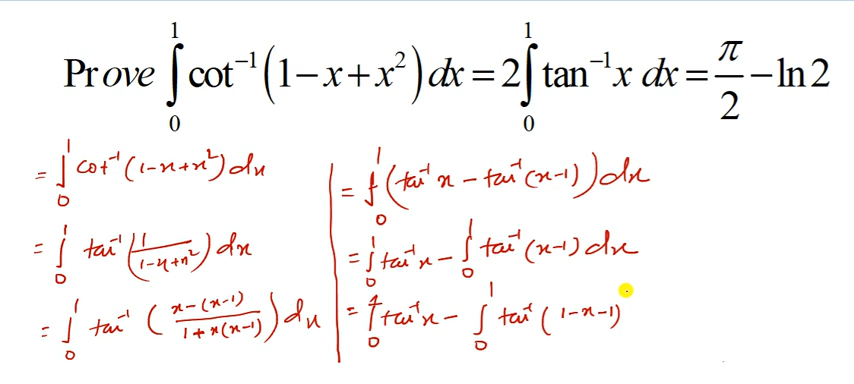 Prove ∫₀¹ cot⁻¹(1−x+x²) dx = 2∫₀¹ tan⁻¹x dx = π/2 − ln2
= ∫₀¹ cot⁻¹(1−x+x²) dx
= ∫₀¹ tan⁻¹(1/(1−x+x²)) dx
= ∫₀¹ tan⁻¹((x−(x−1))/(1+x(x−1))) dx
= ∫₀¹ (tan⁻¹x − tan⁻¹(x−1)) dx
= ∫₀¹ tan⁻¹x − ∫₀¹ tan⁻¹(x−1) dx
= ∫₀¹ tan⁻¹x − ∫₀¹ tan⁻¹(1−x−1)